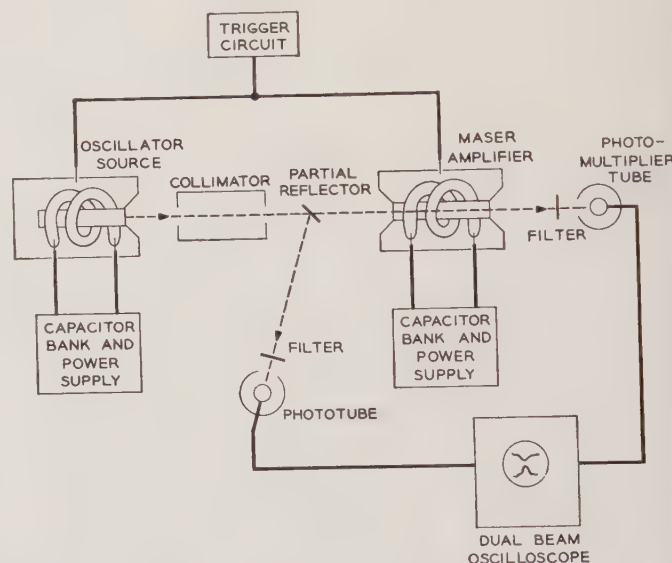 TRIGGER
CIRCUIT
OSCILLATOR
SOURCE
COLLIMATOR
PARTIAL
REFLECTOR
MASER
AMPLIFIER
PHOTO-
MULTIPLIER
TUBE
FILTER
CAPACITOR
BANK AND
POWER
SUPPLY
FILTER
PHOTOTUBE
CAPACITOR
BANK AND
POWER
SUPPLY
DUAL BEAM
OSCILLOSCOPE